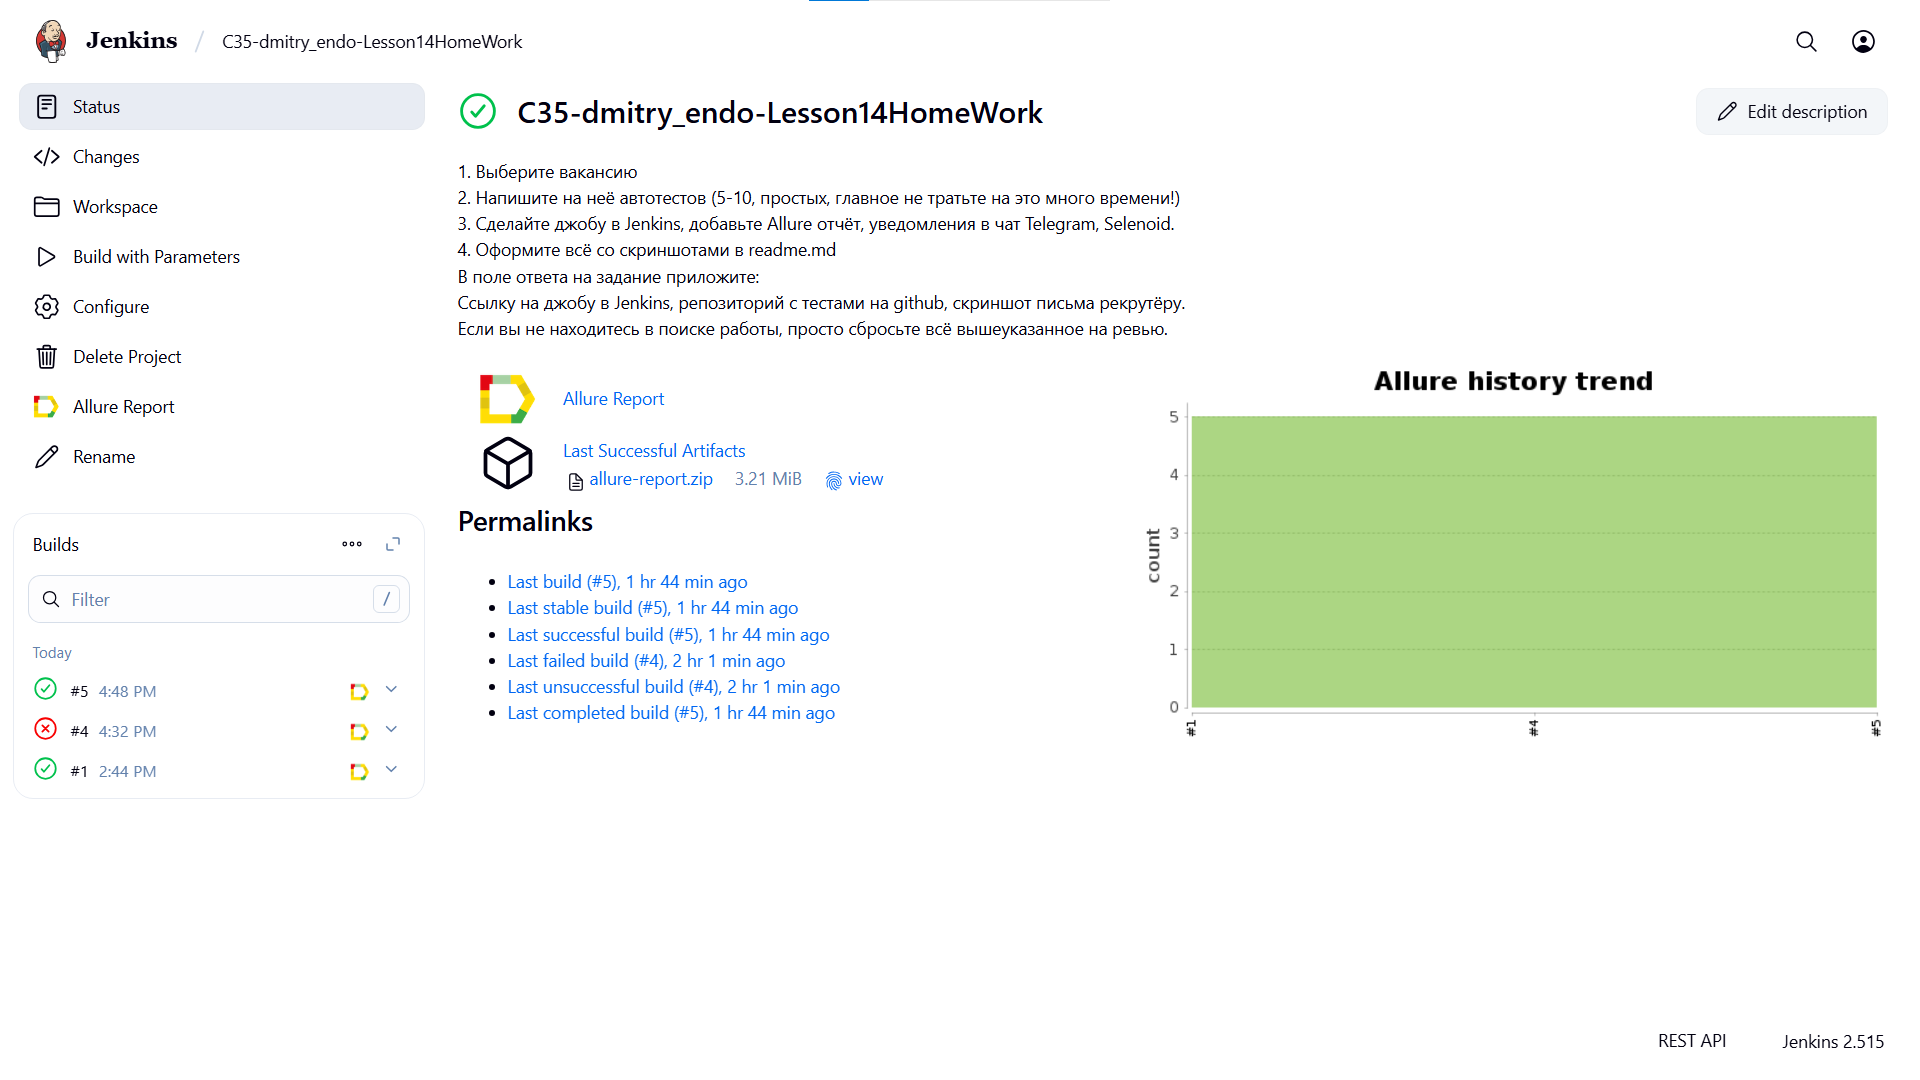 Jenkins / C35-dmitry_endo-Lesson14HomeWork
Status
Changes
Workspace
Build with Parameters
Configure
Delete Project
Allure Report
Rename
Builds
Filter /
Today
#5 4:48 PM
#4 4:32 PM
#1 2:44 PM
C35-dmitry_endo-Lesson14HomeWork
Edit description
1. Выберите вакансию
2. Напишите на неё автотестов (5-10, простых, главное не тратьте на это много времени!)
3. Сделайте джобу в Jenkins, добавьте Allure отчёт, уведомления в чат Telegram, Selenoid.
4. Оформите всё со скриншотами в readme.md
В поле ответа на задание приложите:
Ссылку на джобу в Jenkins, репозиторий с тестами на github, скриншот письма рекрутёру.
Если вы не находитесь в поиске работы, просто сбросьте всё вышеуказанное на ревью.
Allure Report
Last Successful Artifacts
allure-report.zip 3.21 MiB view
Permalinks
Last build (#5), 1 hr 44 min ago
Last stable build (#5), 1 hr 44 min ago
Last successful build (#5), 1 hr 44 min ago
Last failed build (#4), 2 hr 1 min ago
Last unsuccessful build (#4), 2 hr 1 min ago
Last completed build (#5), 1 hr 44 min ago
Allure history trend
count
5
4
3
2
1
0
#1 #4 #5
REST API Jenkins 2.515